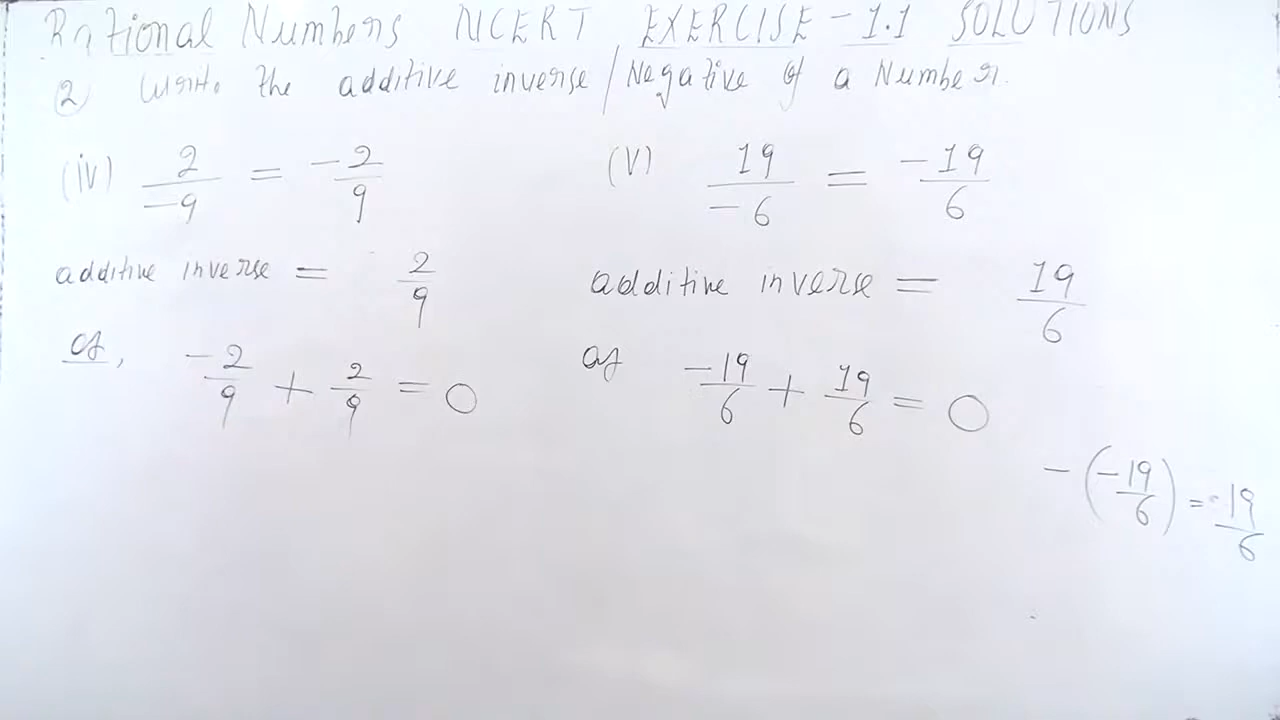 Rational Numbers NCERT EXERCISE - 1.1 SOLUTIONS
② Write the additive inverse / Negative of a Number.
(iv) 2/-9 = -2/9
additive inverse = 2/9
as, -2/9 + 2/9 = 0
(V) 19/-6 = -19/6
additive inverse = 19/6
as -19/6 + 19/6 = 0
-(-19/6) = 19/6